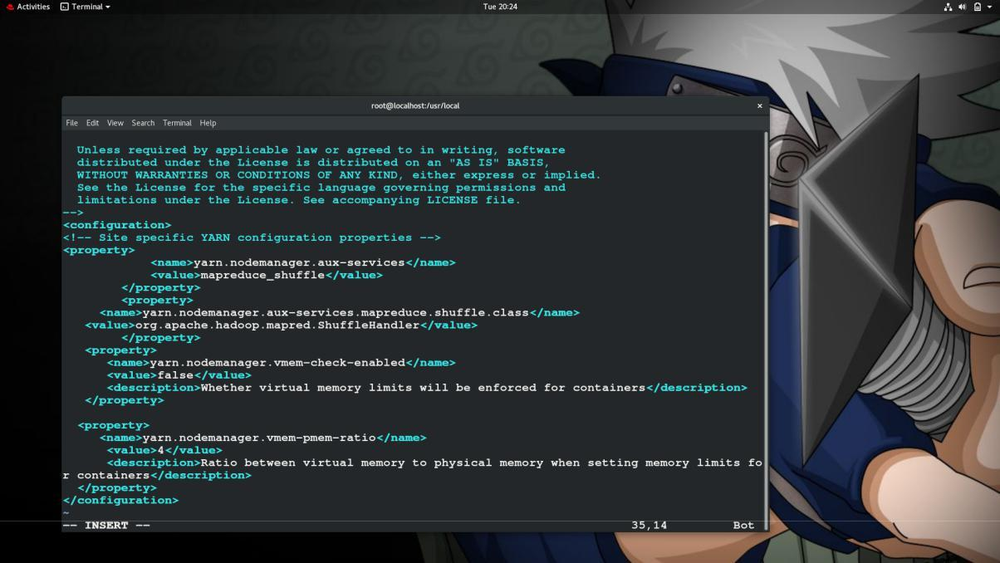 Activities Terminal Tue 20:24
root@localhost:/usr/local ×
File Edit View Search Terminal Help
Unless required by applicable law or agreed to in writing, software
distributed under the License is distributed on an "AS IS" BASIS,
WITHOUT WARRANTIES OR CONDITIONS OF ANY KIND, either express or implied.
See the License for the specific language governing permissions and
limitations under the License. See accompanying LICENSE file.
-->
<configuration>
<!-- Site specific YARN configuration properties -->
<property>
<name>yarn.nodemanager.aux-services</name>
<value>mapreduce_shuffle</value>
</property>
<property>
<name>yarn.nodemanager.aux-services.mapreduce.shuffle.class</name>
<value>org.apache.hadoop.mapred.ShuffleHandler</value>
</property>
<property>
<name>yarn.nodemanager.vmem-check-enabled</name>
<value>false</value>
<description>Whether virtual memory limits will be enforced for containers</description>
</property>
<property>
<name>yarn.nodemanager.vmem-pmem-ratio</name>
<value>4</value>
<description>Ratio between virtual memory to physical memory when setting memory limits fo
r containers</description>
</property>
</configuration>
~
-- INSERT -- 35,14 Bot